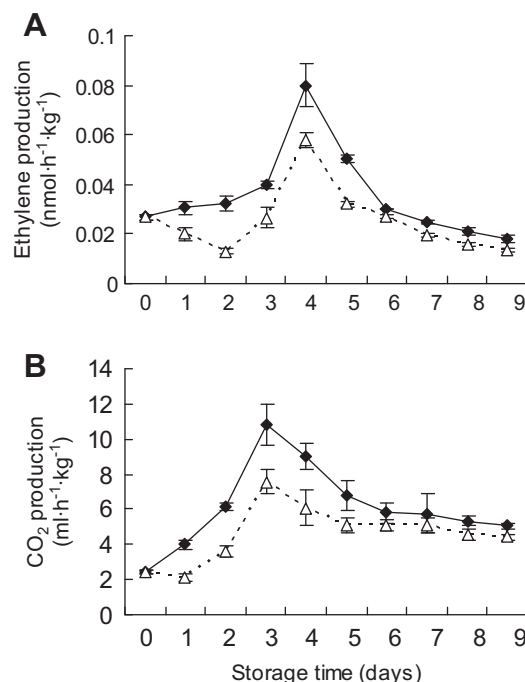 A
Ethylene production
(nmol·h⁻¹·kg⁻¹)
0.1
0.08
0.06
0.04
0.02
0
0 1 2 3 4 5 6 7 8 9
B
CO₂ production
(ml·h⁻¹·kg⁻¹)
14
12
10
8
6
4
2
0
0 1 2 3 4 5 6 7 8 9
Storage time (days)